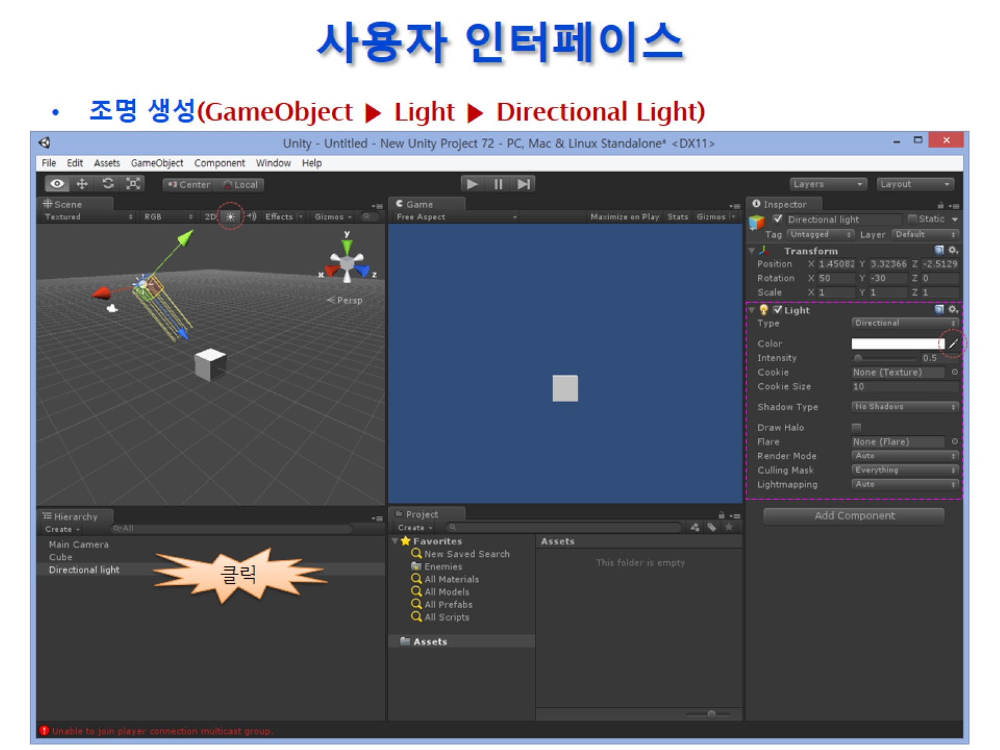 사용자 인터페이스
• 조명 생성(GameObject ▶ Light ▶ Directional Light)
Unity - Untitled - New Unity Project 72 - PC, Mac & Linux Standalone* <DX11>
File Edit Assets GameObject Component Window Help
Center Local
Layers Layout
Scene
Textured RGB 2D Effects Gizmos
y
x z
Persp
Game
Free Aspect Maximize on Play Stats Gizmos
Inspector
Directional light Static
Tag Untagged Layer Default
Transform
Position X 1.45082 Y 3.32366 Z -2.5129
Rotation X 50 Y -30 Z 0
Scale X 1 Y 1 Z 1
Light
Type Directional
Color
Intensity 0.5
Cookie None (Texture)
Cookie Size 10
Shadow Type No Shadows
Draw Halo
Flare None (Flare)
Render Mode Auto
Culling Mask Everything
Lightmapping Auto
Add Component
Hierarchy
Create All
Main Camera
Cube
Directional light
클릭
Project
Create
Favorites
New Saved Search
Enemies
All Materials
All Models
All Prefabs
All Scripts
Assets
Assets
This folder is empty
Unable to join player connection multicast group.